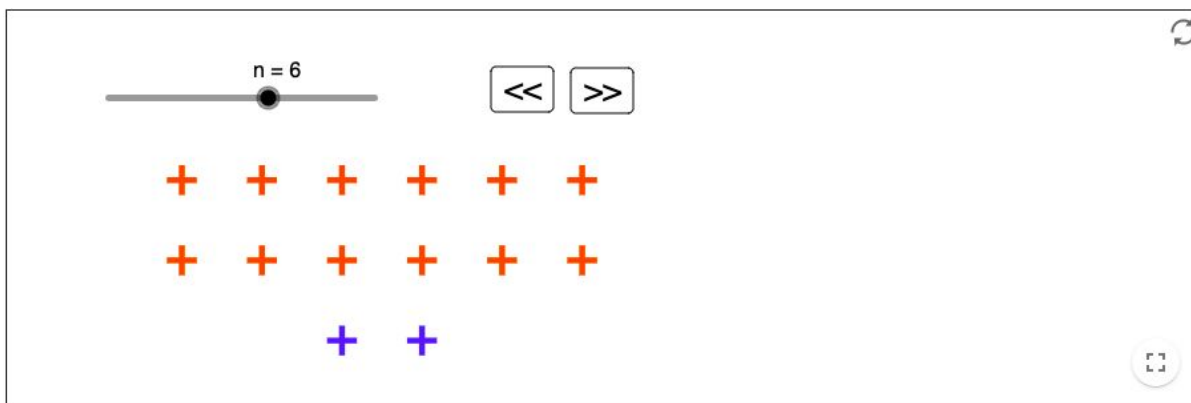 n = 6
<< >>
+ + + + + +
+ + + + + +
+ +